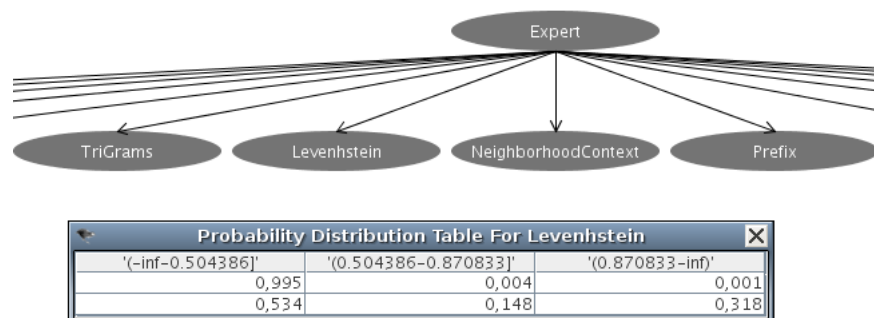 Expert
TriGrams Levenhstein NeighborhoodContext Prefix
Probability Distribution Table For Levenhstein
'(-inf-0.504386]' '(0.504386-0.870833]' '(0.870833-inf)'
0,995 0,004 0,001
0,534 0,148 0,318